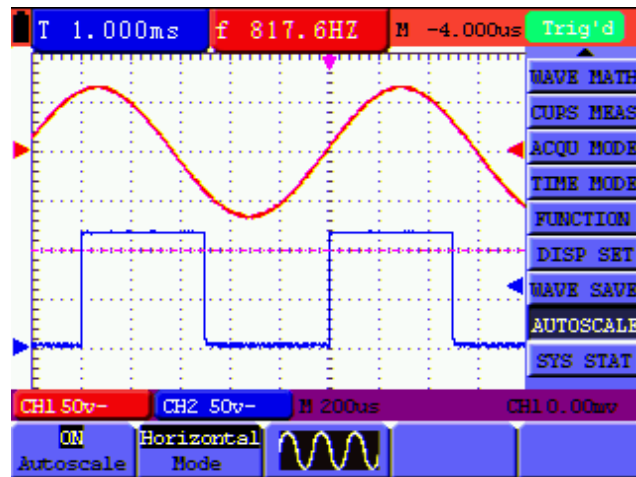 T 1.000ms f 817.6HZ M -4.000us Trig'd
WAVE MATH
CUPS MEAS
ACQU MODE
TIME MODE
FUNCTION
DISP SET
WAVE SAVE
AUTOSCALE
SYS STAT
CH1 50v- CH2 50v- M 200us CH1 0.00mv
ON
Autoscale
Horizontal
Mode